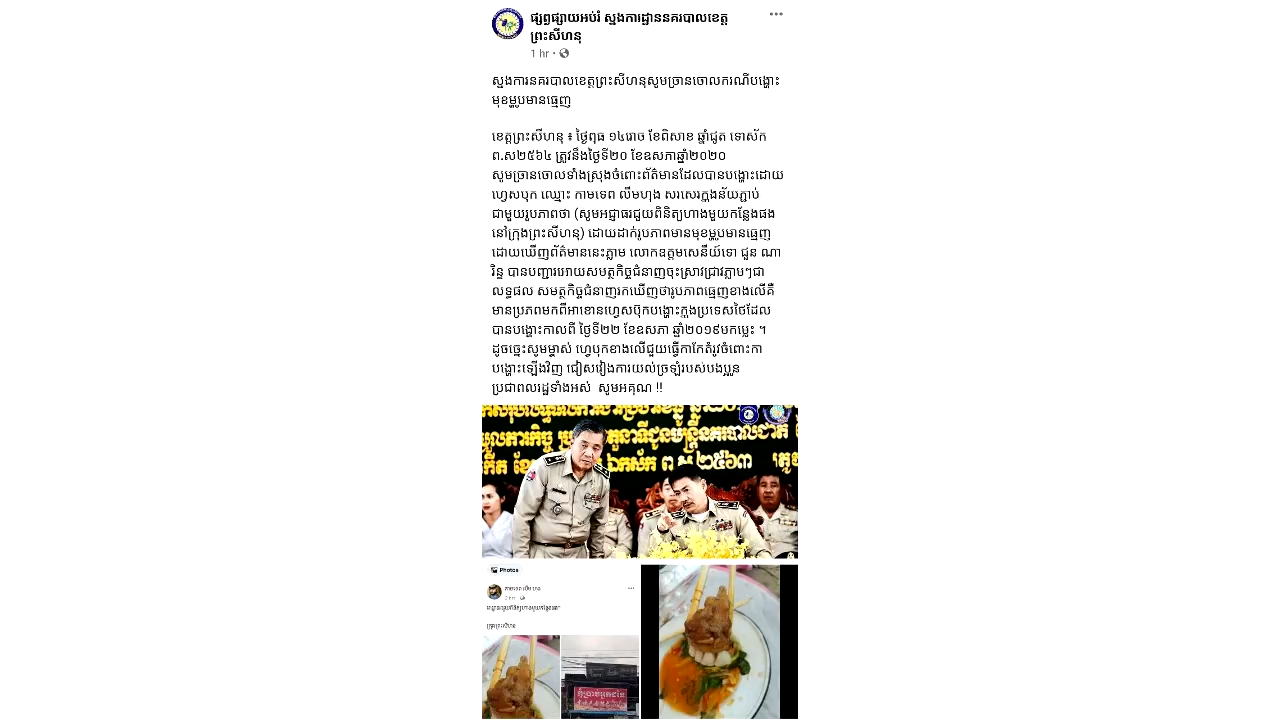 ផ្សព្វផ្សាយអប់រំ ស្នងការដ្ឋាននគរបាលខេត្ត
ព្រះសីហនុ
1 hr
ស្នងការនគរបាលខេត្តព្រះសីហនុសូមច្រានចោលករណីបង្ហោះ
មុខម្ហូបមានធ្មេញ
ខេត្តព្រះសីហនុ ៖ ថ្ងៃពុធ ១៤រោច ខែពិសាខ ឆ្នាំជូត ទោស័ក
ព.ស២៥៦៤ ត្រូវនឹងថ្ងៃទី២០ ខែឧសភាឆ្នាំ២០២០
សូមច្រានចោលទាំងស្រុងចំពោះព័ត៌មានដែលបានបង្ហោះដោយ
ហ្វេសបុក ឈ្មោះ កាមទេព លឹមហុង សរសេរក្នុងន័យភ្ជាប់
ជាមួយរូបភាពថា (សូមអជ្ញាធរជួយពិនិត្យហាងមួយកន្លែងផង
នៅក្រុងព្រះសីហនុ) ដោយដាក់រូបភាពមានមុខម្ហូបមានធ្មេញ
ដោយឃើញព័ត៌មាននេះភ្លាម លោកឧត្តមសេនីយ៍ទោ ជួន ណា
រិន្ទ បានបញ្ជារអោយសមត្ថកិច្ចជំនាញចុះស្រាវជ្រាវភ្លាមៗជា
លទ្ធផល សមត្ថកិច្ចជំនាញរកឃើញថារូបភាពធ្មេញខាងលើគឺ
មានប្រភពមកពីអាខោនហ្វេសប៊ុកបង្ហោះក្នុងប្រទេសថៃដែល
បានបង្ហោះកាលពី ថ្ងៃទី២២ ខែឧសភា ឆ្នាំ២០១៩មកម្លេះ ។
ដូចច្នេះសូមម្ចាស់ ហ្វេបុកខាងលើជួយធ្វើកាកែតំរូវចំពោះកា
បង្ហោះឡើងវិញ ជៀសវៀងការយល់ច្រឡំរបស់បងប្អូន
ប្រជាពលរដ្ឋទាំងអស់ សូមអគុណ !!
Photos
កាមទេព លឹម ហុង